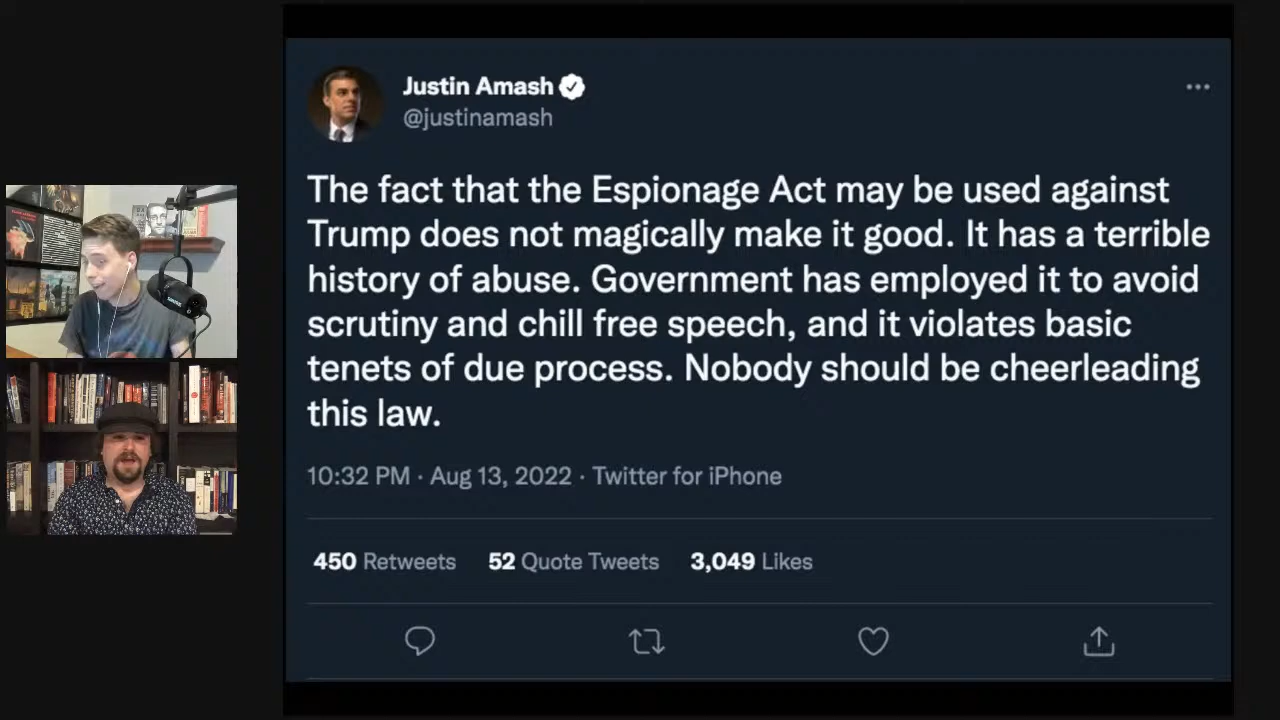 Justin Amash
@justinamash
The fact that the Espionage Act may be used against
Trump does not magically make it good. It has a terrible
history of abuse. Government has employed it to avoid
scrutiny and chill free speech, and it violates basic
tenets of due process. Nobody should be cheerleading
this law.
10:32 PM · Aug 13, 2022 · Twitter for iPhone
450 Retweets 52 Quote Tweets 3,049 Likes